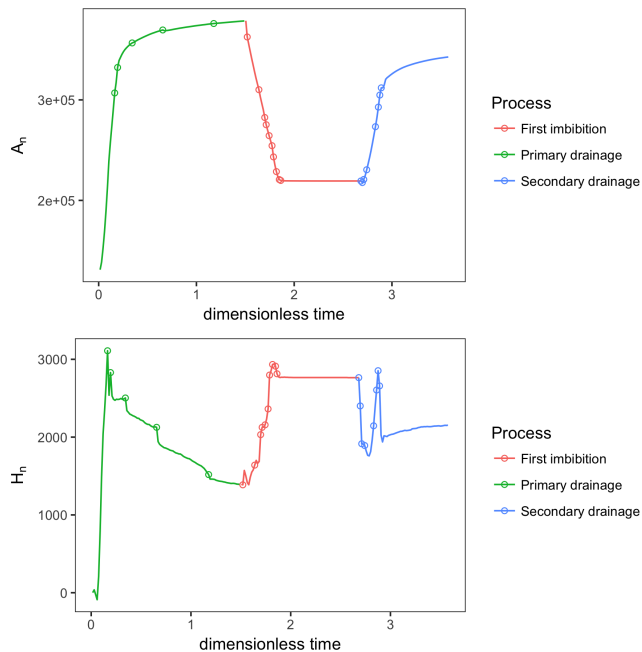 3e+05
2e+05
An
0
1
2
3
dimensionless time
Process
First imbibition
Primary drainage
Secondary drainage
3000
2000
1000
0
Hn
0
1
2
3
dimensionless time
Process
First imbibition
Primary drainage
Secondary drainage